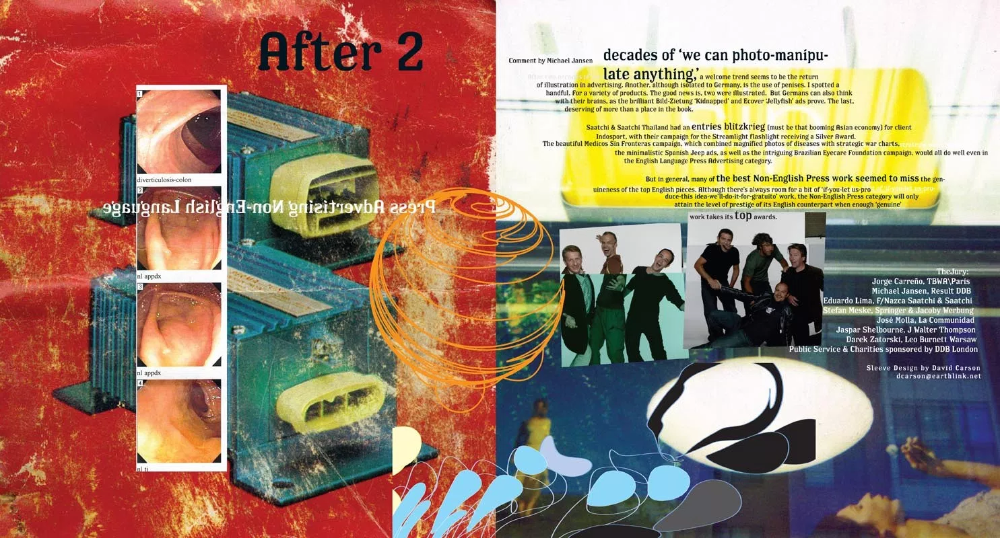 After 2
1
diverticulosis-colon
2
Press Advertising Non-English Language
nl appdx
3
nl appdx
4
nl ti
Comment by Michael Jansen
decades of ‘we can photo-manipu-
late anything,’ a welcome trend seems to be the return
of illustration in advertising. Another, although isolated to Germany, is the use of penises. I spotted a
handful. For a variety of products. The good news is, two were illustrated. But Germans can also think
with their brains, as the brilliant Bild-Zietung ‘Kidnapped’ and Ecover ‘Jellyfish’ ads prove. The last,
deserving of more than a place in the book.
Saatchi & Saatchi Thailand had an entries blitzkrieg (must be that booming Asian economy) for client
Indosport, with their campaign for the Streamlight flashlight receiving a Silver Award.
The beautiful Medicos Sin Fronteras campaign, which combined magnified photos of diseases with strategic war charts,
the minimalistic Spanish Jeep ads, as well as the intriguing Brazilian Eyecare Foundation campaign, would all do well even in
the English Language Press Advertising category.
But in general, many of the best Non-English Press work seemed to miss the gen-
uineness of the top English pieces. Although there’s always room for a bit of ‘if-you-let us-pro
duce-this idea-we’ll-do-it-for-gratuito’ work, the Non-English Press category will only
attain the level of prestige of its English counterpart when enough ‘genuine’
work takes its top awards.
TheJury:
Jorge Carreño, TBWA\Paris
Michael Jansen, Result DDB
Eduardo Lima, F/Nazca Saatchi & Saatchi
Stefan Meske, Springer & Jacoby Werbung
José Molla, La Comunidad
Jaspar Shelbourne, J Walter Thompson
Darek Zatorski, Leo Burnett Warsaw
Public Service & Charities sponsored by DDB London
Sleeve Design by David Carson
dcarson@earthlink.net